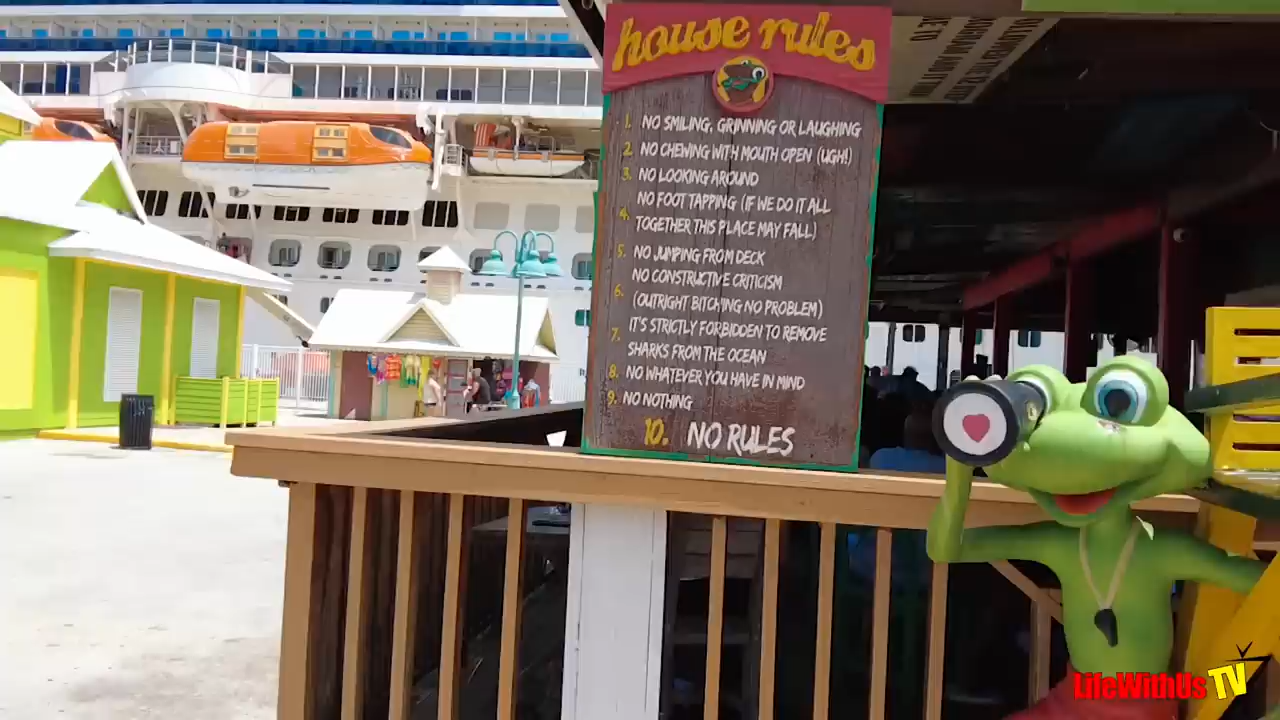 house rules
1. NO SMILING, GRINNING OR LAUGHING
2. NO CHEWING WITH MOUTH OPEN (UGH!)
3. NO LOOKING AROUND
4. NO FOOT TAPPING (IF WE DO IT ALL
TOGETHER THIS PLACE MAY FALL)
5. NO JUMPING FROM DECK
6. NO CONSTRUCTIVE CRITICISM
(OUTRIGHT BITCHING NO PROBLEM)
7. IT'S STRICTLY FORBIDDEN TO REMOVE
SHARKS FROM THE OCEAN
8. NO WHATEVER YOU HAVE IN MIND
9. NO NOTHING
10. NO RULES
LifeWithUs TV